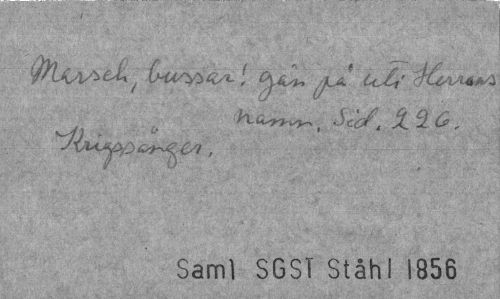 Marsch, bussar! gån på uti Herrans
namn. Sid. 226.
Krigssånger.
Saml SGST Ståhl 1856